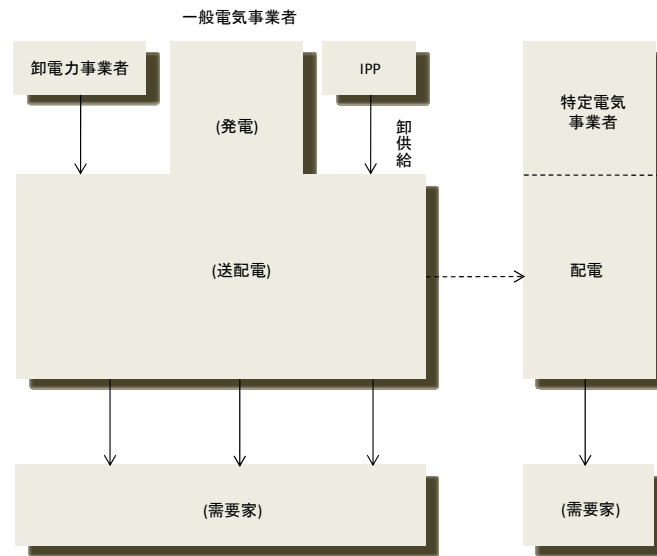 一般電気事業者
卸電力事業者
(発電)
IPP
卸供給
特定電気
事業者
(送配電)
配電
(需要家)
(需要家)